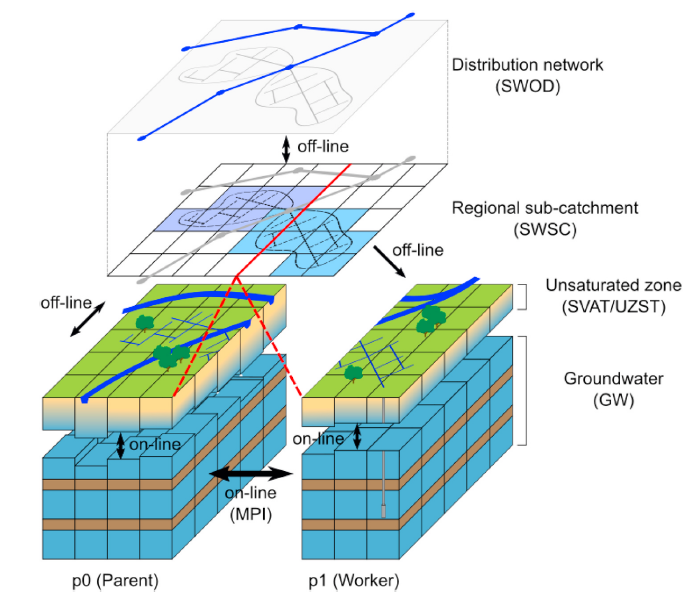 Distribution network
(SWOD)
off-line
Regional sub-catchment
(SWSC)
off-line
off-line
Unsaturated zone
(SVAT/UZST)
Groundwater
(GW)
on-line
on-line
on-line
(MPI)
p0 (Parent)
p1 (Worker)